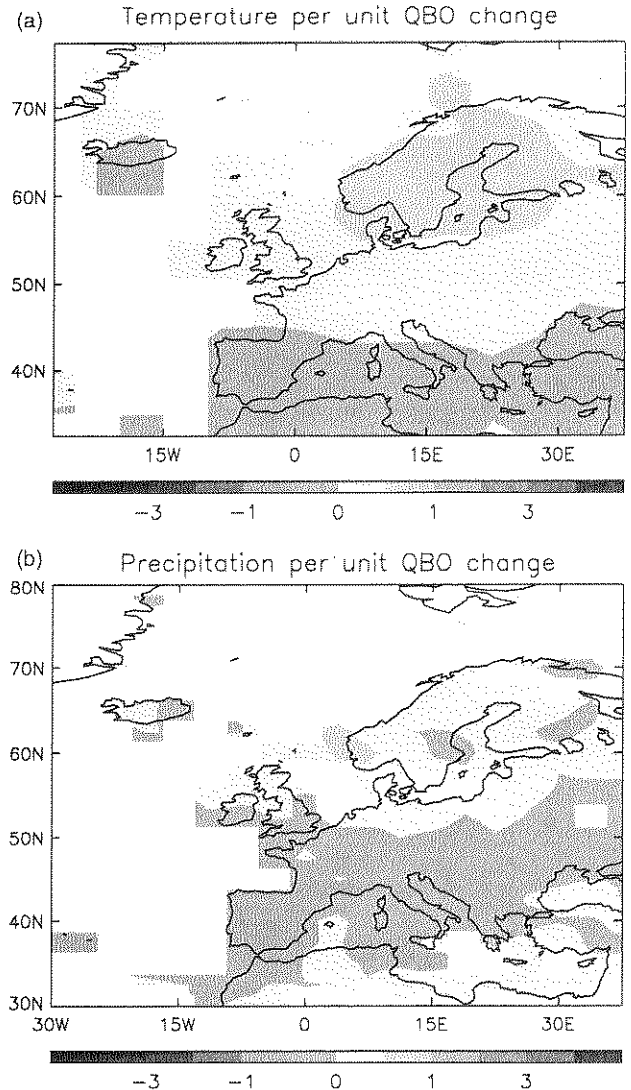 (a) Temperature per unit QBO change
70N
60N
50N
40N
15W 0 15E 30E
-3 -1 0 1 3
(b) Precipitation per unit QBO change
80N
70N
60N
50N
40N
30N
30W 15W 0 15E 30E
-3 -1 0 1 3